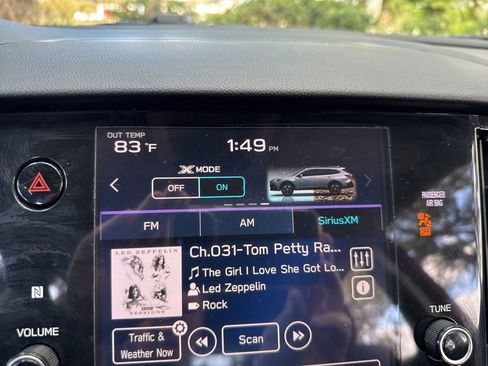 OUT TEMP
83 °F
1:49 PM
X MODE
OFF ON
FM AM SiriusXM
PASSENGER
AIR BAG
Ch.031-Tom Petty Ra...
The Girl I Love She Got Lo...
Led Zeppelin
Rock
LED ZEPPELIN
BBC
SESSIONS
Traffic &
Weather Now
Scan
VOLUME
TUNE